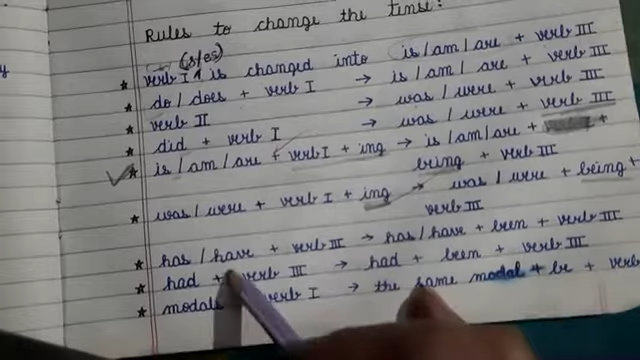 Rules to change the tense:
(s/es)
* verb I ^ is changed into is/am/are + verb III
* do/does + verb I → is/am/are + verb III
* verb II → was/were + verb III
* did + verb I → was/were + verb III
* is/am/are + verb I + ing → is/am/are +
being + verb III
* was/were + verb I + ing → was/were + being +
verb III
* has/have + verb III → has/have + been + verb III
* had + verb III → had + been + verb III
* modals verb I → the same modal + be + verb